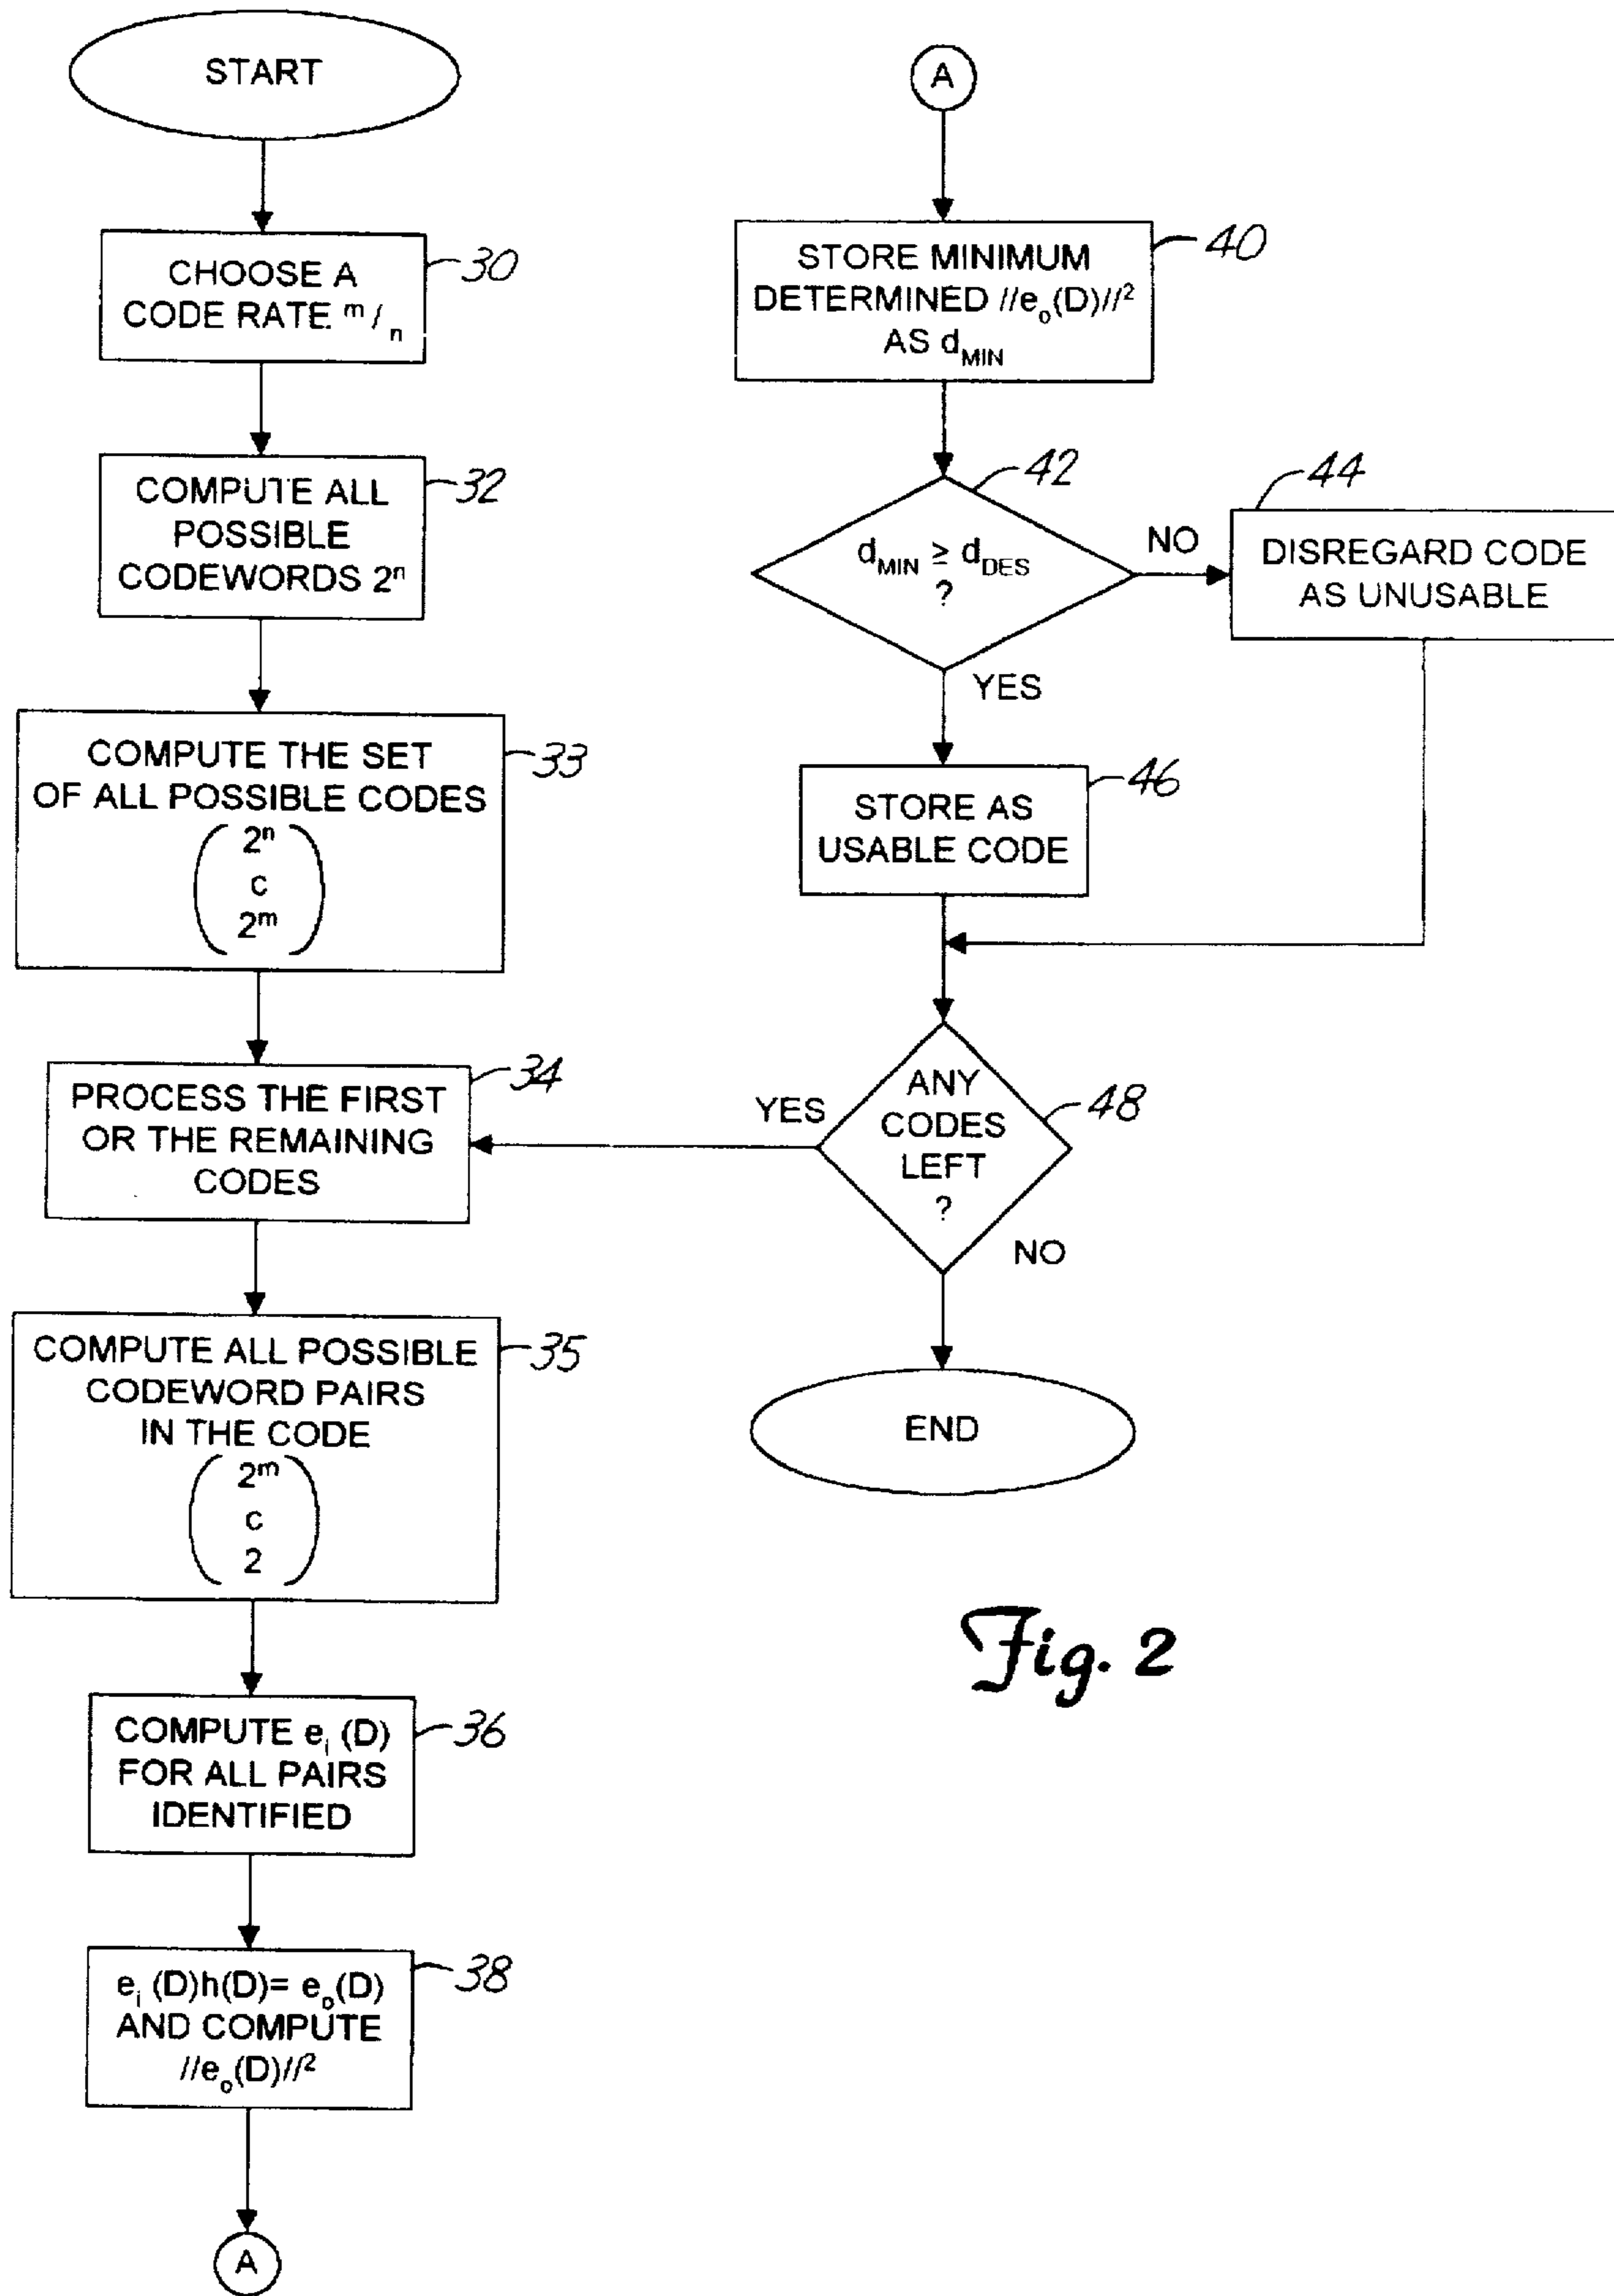 START
CHOOSE A
CODE RATE m/n
30
COMPUTE ALL
POSSIBLE
CODEWORDS 2ⁿ
32
COMPUTE THE SET
OF ALL POSSIBLE CODES
2ⁿ
c
2ᵐ
33
PROCESS THE FIRST
OR THE REMAINING
CODES
34
COMPUTE ALL POSSIBLE
CODEWORD PAIRS
IN THE CODE
2ᵐ
c
2
35
COMPUTE eᵢ (D)
FOR ALL PAIRS
IDENTIFIED
36
eᵢ (D)h(D)= eₒ(D)
AND COMPUTE
//eₒ(D)//²
38
A
A
STORE MINIMUM
DETERMINED //eₒ(D)//²
AS d_MIN
40
42
d_MIN ≥ d_DES
?
NO
44
DISREGARD CODE
AS UNUSABLE
YES
STORE AS
USABLE CODE
46
YES
ANY
CODES
LEFT
?
48
NO
END
Fig. 2